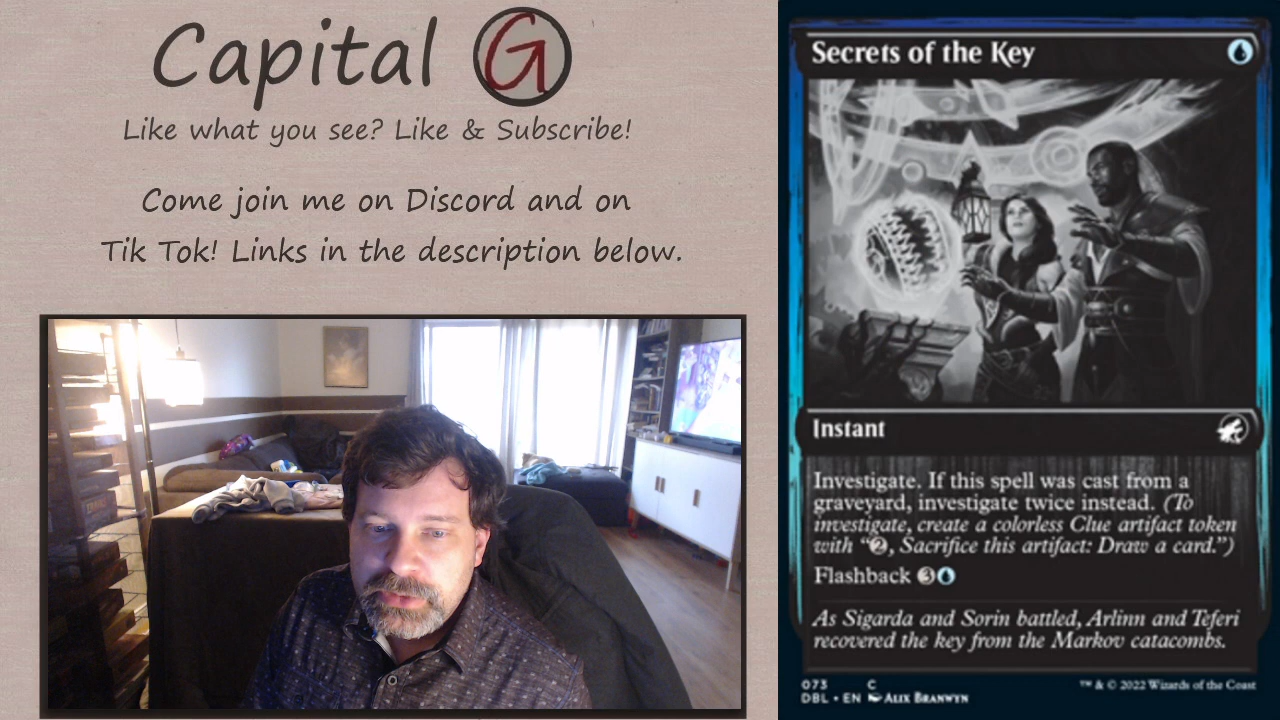 Capital G
Like what you see? Like & Subscribe!
Come join me on Discord and on
Tik Tok! Links in the description below.
Secrets of the Key
Instant
Investigate. If this spell was cast from a
graveyard, investigate twice instead. (To
investigate, create a colorless Clue artifact token
with “2, Sacrifice this artifact: Draw a card.”)
Flashback 3
As Sigarda and Sorin battled, Arlinn and Teferi
recovered the key from the Markov catacombs.
073 C
DBL • EN ALIX BRANWYN
™ & © 2022 Wizards of the Coast